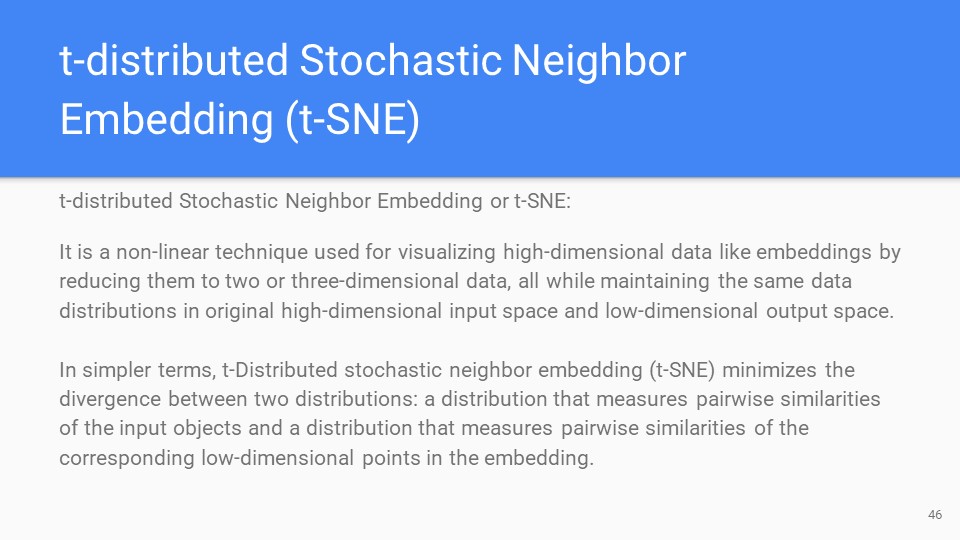 t-distributed Stochastic Neighbor
Embedding (t-SNE)
t-distributed Stochastic Neighbor Embedding or t-SNE:
It is a non-linear technique used for visualizing high-dimensional data like embeddings by
reducing them to two or three-dimensional data, all while maintaining the same data
distributions in original high-dimensional input space and low-dimensional output space.
In simpler terms, t-Distributed stochastic neighbor embedding (t-SNE) minimizes the
divergence between two distributions: a distribution that measures pairwise similarities
of the input objects and a distribution that measures pairwise similarities of the
corresponding low-dimensional points in the embedding.
46